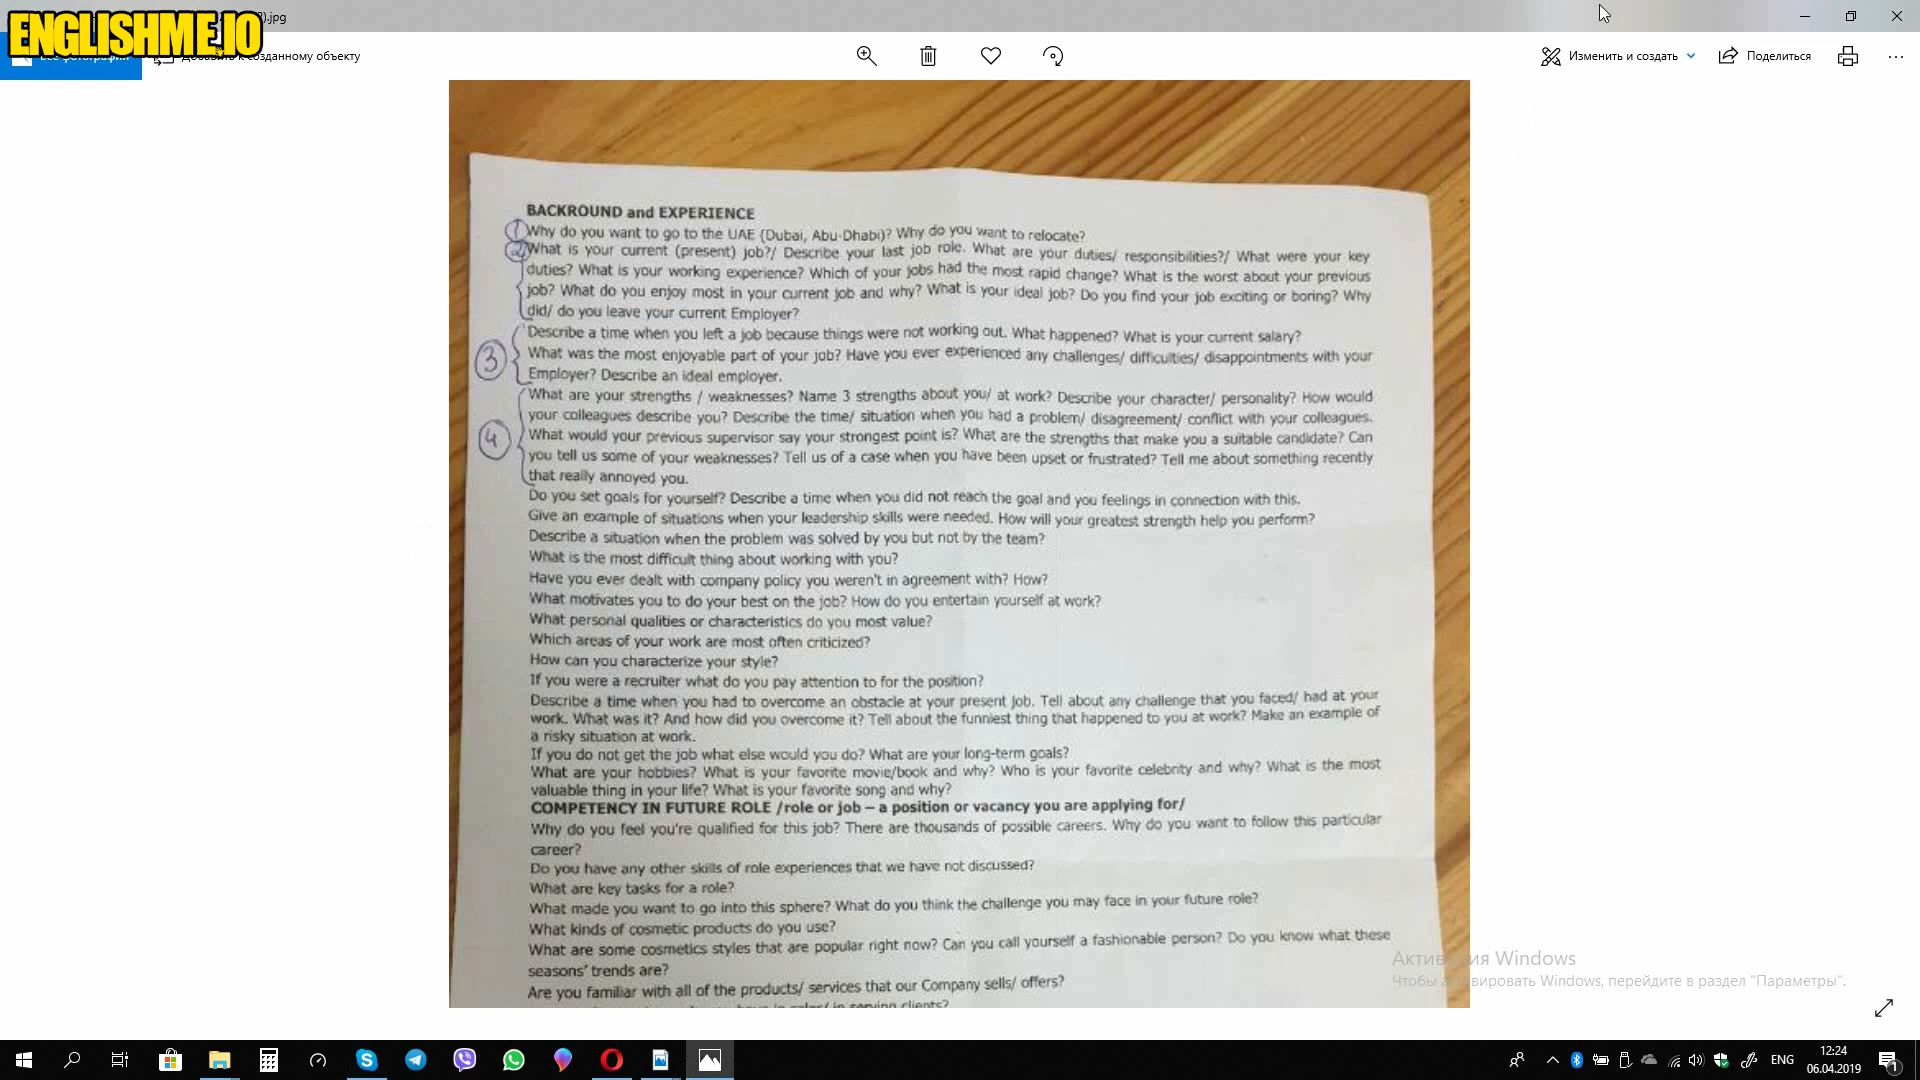 ENGLISHME.IO
).jpg
Добавить к созданному объекту
Изменить и создать
Поделиться
BACKROUND and EXPERIENCE
1 Why do you want to go to the UAE (Dubai, Abu-Dhabi)? Why do you want to relocate?
2 What is your current (present) job?/ Describe your last job role. What are your duties/ responsibilities?/ What were your key
duties? What is your working experience? Which of your jobs had the most rapid change? What is the worst about your previous
job? What do you enjoy most in your current job and why? What is your ideal job? Do you find your job exciting or boring? Why
did/ do you leave your current Employer?
Describe a time when you left a job because things were not working out. What happened? What is your current salary?
3 What was the most enjoyable part of your job? Have you ever experienced any challenges/ difficulties/ disappointments with your
Employer? Describe an ideal employer.
What are your strengths / weaknesses? Name 3 strengths about you/ at work? Describe your character/ personality? How would
your colleagues describe you? Describe the time/ situation when you had a problem/ disagreement/ conflict with your colleagues.
4 What would your previous supervisor say your strongest point is? What are the strengths that make you a suitable candidate? Can
you tell us some of your weaknesses? Tell us of a case when you have been upset or frustrated? Tell me about something recently
that really annoyed you.
Do you set goals for yourself? Describe a time when you did not reach the goal and you feelings in connection with this.
Give an example of situations when your leadership skills were needed. How will your greatest strength help you perform?
Describe a situation when the problem was solved by you but not by the team?
What is the most difficult thing about working with you?
Have you ever dealt with company policy you weren't in agreement with? How?
What motivates you to do your best on the job? How do you entertain yourself at work?
What personal qualities or characteristics do you most value?
Which areas of your work are most often criticized?
How can you characterize your style?
If you were a recruiter what do you pay attention to for the position?
Describe a time when you had to overcome an obstacle at your present job. Tell about any challenge that you faced/ had at your
work. What was it? And how did you overcome it? Tell about the funniest thing that happened to you at work? Make an example of
a risky situation at work.
If you do not get the job what else would you do? What are your long-term goals?
What are your hobbies? What is your favorite movie/book and why? Who is your favorite celebrity and why? What is the most
valuable thing in your life? What is your favorite song and why?
COMPETENCY IN FUTURE ROLE /role or job – a position or vacancy you are applying for/
Why do you feel you're qualified for this job? There are thousands of possible careers. Why do you want to follow this particular
career?
Do you have any other skills of role experiences that we have not discussed?
What are key tasks for a role?
What made you want to go into this sphere? What do you think the challenge you may face in your future role?
What kinds of cosmetic products do you use?
What are some cosmetics styles that are popular right now? Can you call yourself a fashionable person? Do you know what these
seasons' trends are?
Are you familiar with all of the products/ services that our Company sells/ offers?
in serving clients?
Активация Windows
Чтобы активировать Windows, перейдите в раздел "Параметры".
ENG
12:24
06.04.2019
1